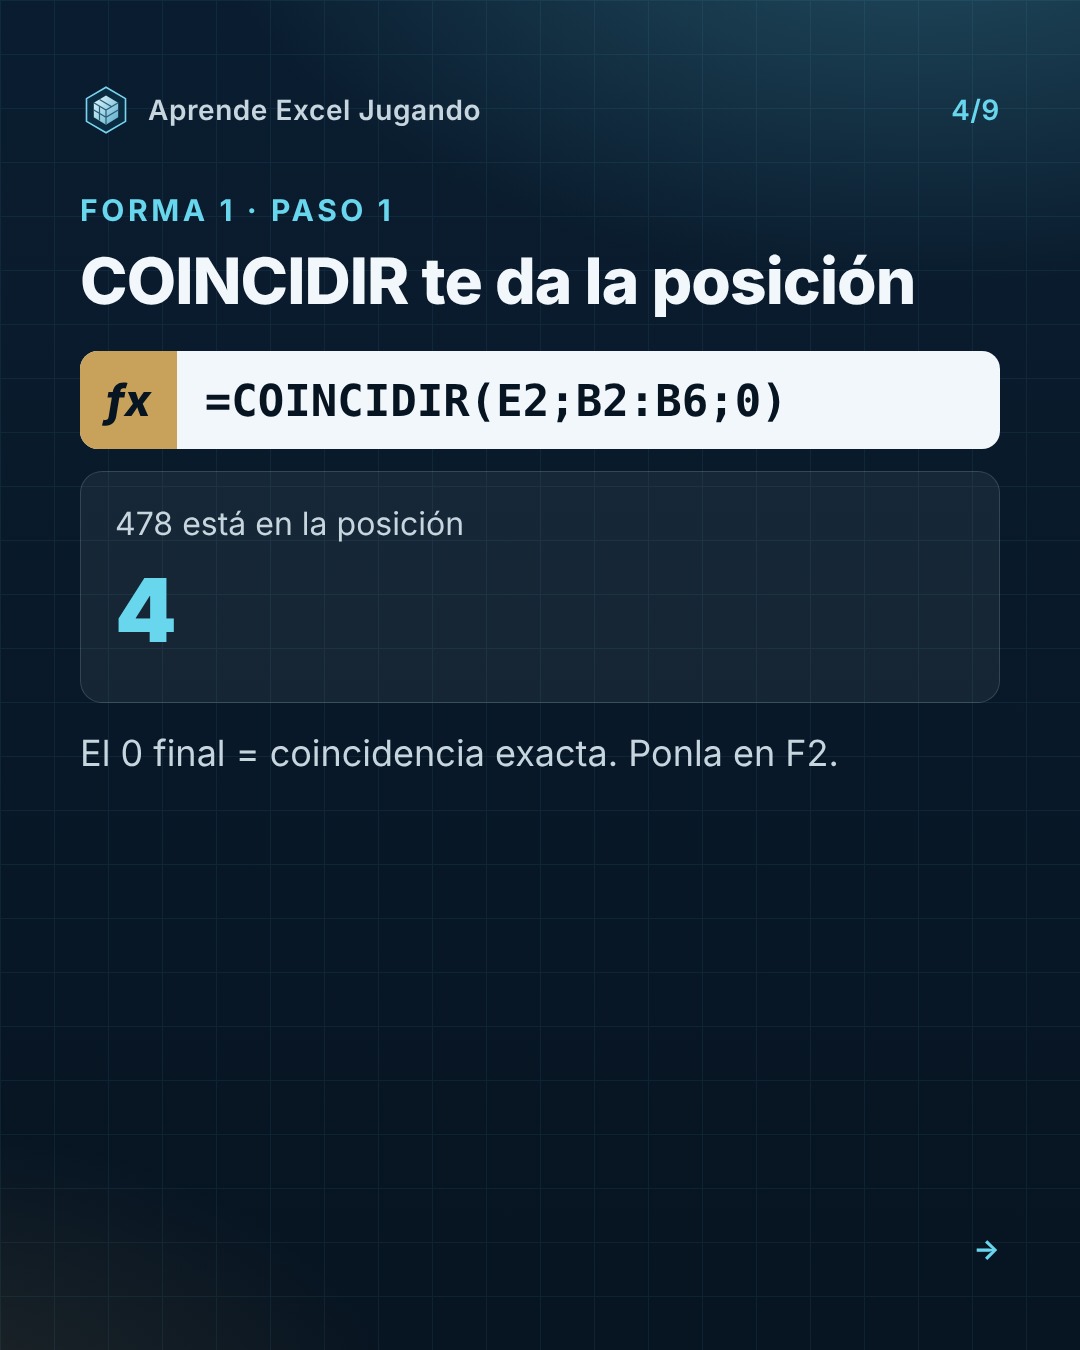 Aprende Excel Jugando
4/9
FORMA 1 · PASO 1
COINCIDIR te da la posición
fx =COINCIDIR(E2;B2:B6;0)
478 está en la posición
4
El 0 final = coincidencia exacta. Ponla en F2.
→